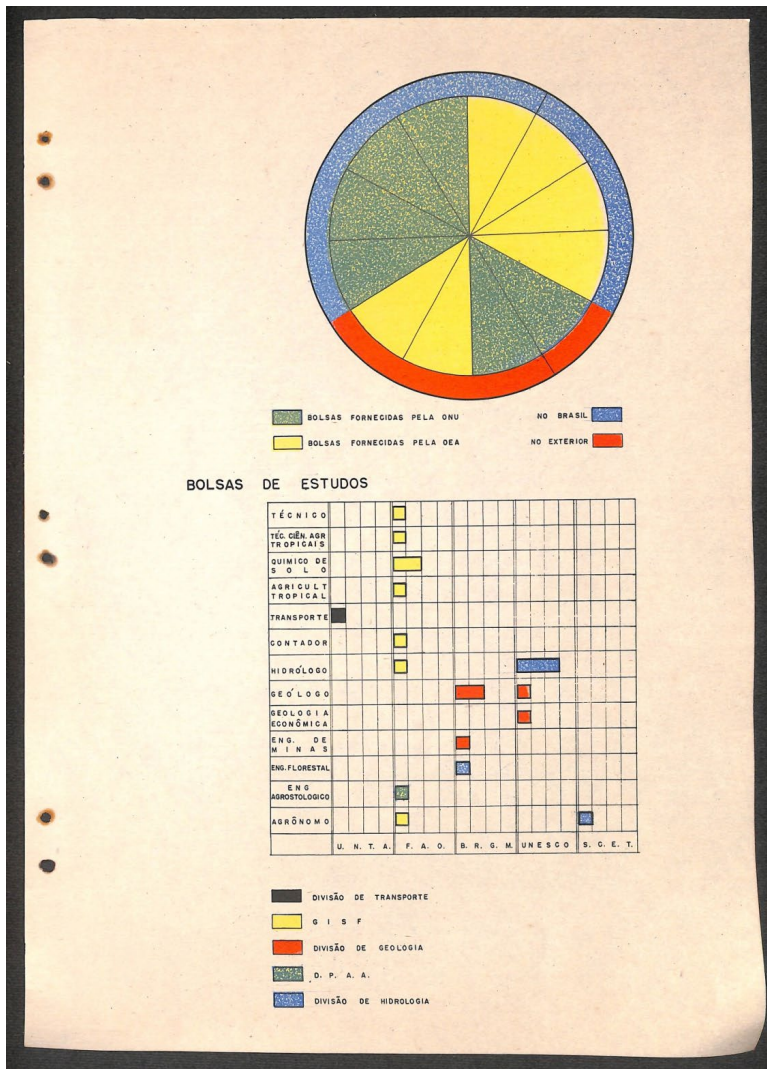 BOLSAS FORNECIDAS PELA ONU
NO BRASIL
BOLSAS FORNECIDAS PELA OEA
NO EXTERIOR
BOLSAS DE ESTUDOS
TÉCNICO
TÉC. CIÊN. AGR
TROPICAIS
QUIMICO DE
SOLO
AGRICULT
TROPICAL
TRANSPORTE
CONTADOR
HIDRÓLOGO
GEÓLOGO
GEOLOGIA
ECONÔMICA
ENG. DE
MINAS
ENG. FLORESTAL
ENG
AGROSTOLOGICO
AGRÔNOMO
U. N. T. A. F. A. O. B. R. G. M. UNESCO S. C. E. T.
DIVISÃO DE TRANSPORTE
G I S F
DIVISÃO DE GEOLOGIA
D. P. A. A.
DIVISÃO DE HIDROLOGIA